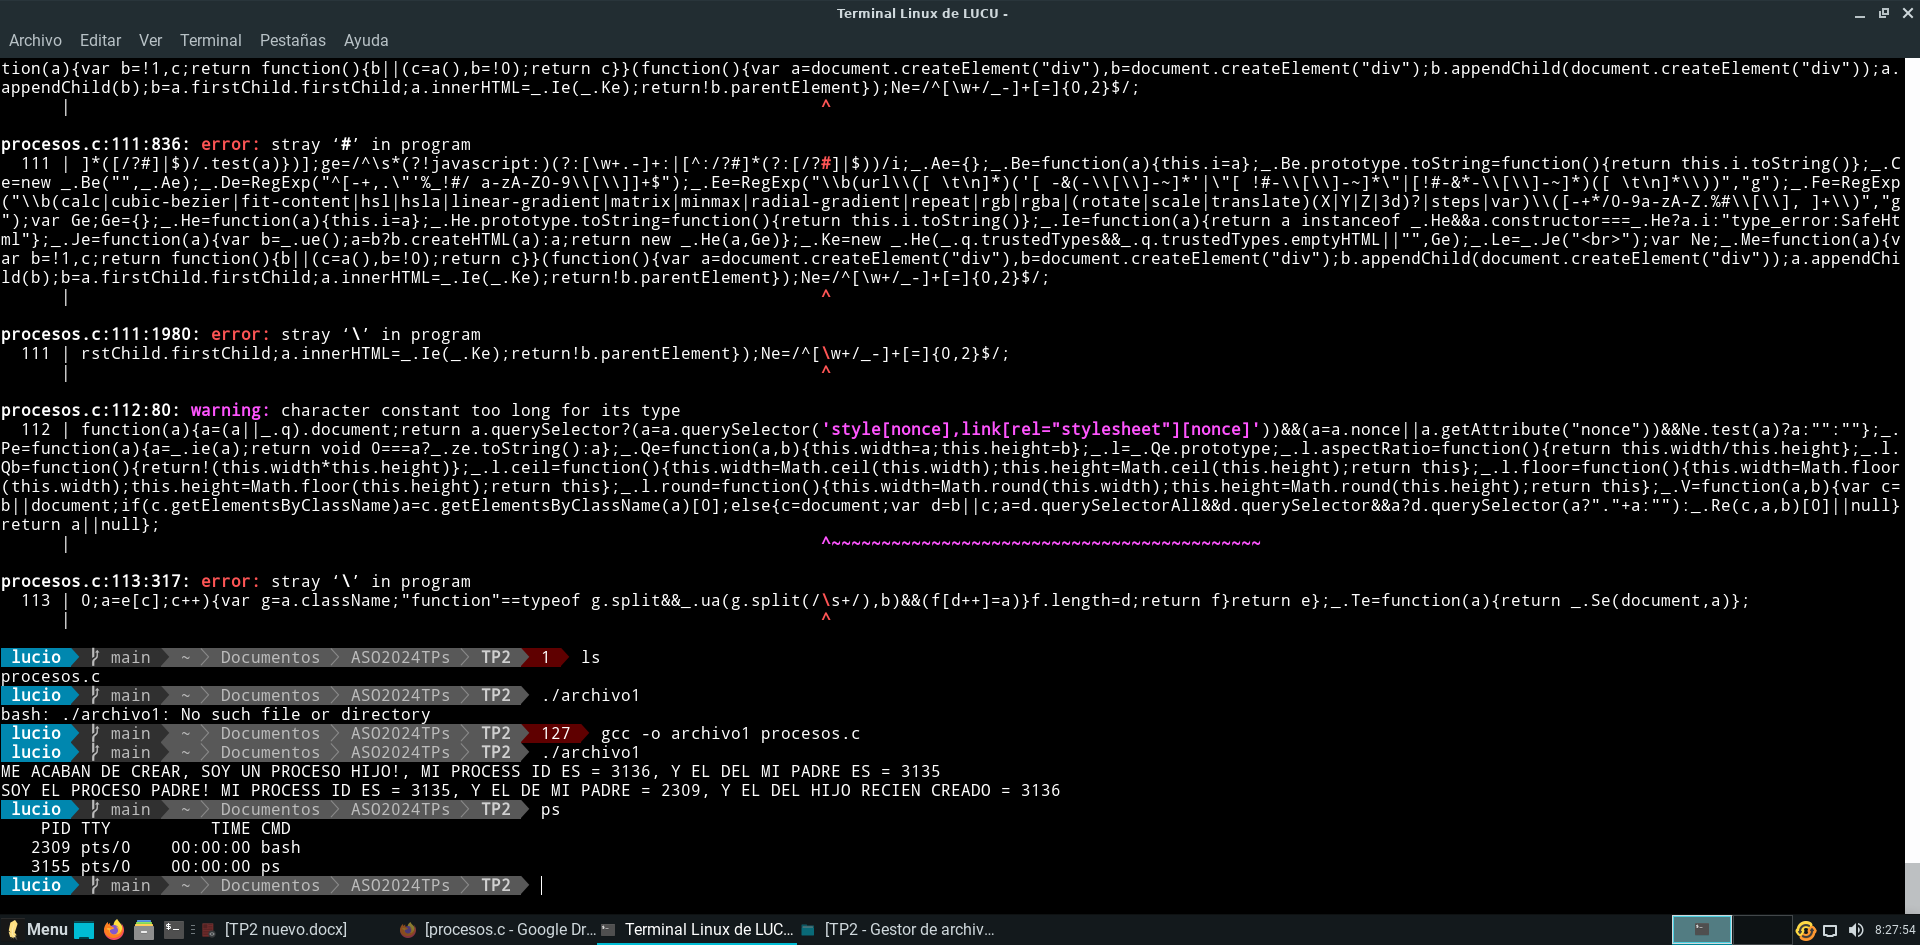 Terminal Linux de LUCU -
Archivo Editar Ver Terminal Pestañas Ayuda
tion(a){var b=!1,c;return function(){b||(c=a(),b=!0);return c}}(function(){var a=document.createElement("div"),b=document.createElement("div");b.appendChild(document.createElement("div"));a.
appendChild(b);b=a.firstChild.firstChild;a.innerHTML=_.Ie(_.Ke);return!b.parentElement});Ne=/^[\w+/_-]+[=]{0,2}$/;
| ^
procesos.c:111:836: error: stray ‘#’ in program
111 | ]*([/?#]|$)/.test(a)})];ge=/^\s*(?!javascript:)(?:[\w+.-]+:|[^:/?#]*(?:[/?#]|$))/i;_.Ae={};_.Be=function(a){this.i=a};_.Be.prototype.toString=function(){return this.i.toString()};_.C
e=new _.Be("",_.Ae);_.De=RegExp("^[-+,.\"'%_!#/ a-zA-Z0-9\\[\\]]+$");_.Ee=RegExp("\\b(url\\([ \t\n]*)('[ -&(-\\[\\]-~]*'|\"[ !#-\\[\\]-~]*\"|[!#-&*-\\[\\]-~]*)([ \t\n]*\\))","g");_.Fe=RegExp
("\\b(calc|cubic-bezier|fit-content|hsl|hsla|linear-gradient|matrix|minmax|radial-gradient|repeat|rgb|rgba|(rotate|scale|translate)(X|Y|Z|3d)?|steps|var)\\([-+*/0-9a-zA-Z.%#\\[\\], ]+\\)","g
");var Ge;Ge={};_.He=function(a){this.i=a};_.He.prototype.toString=function(){return this.i.toString()};_.Ie=function(a){return a instanceof _.He&&a.constructor===_.He?a.i:"type_error:SafeHt
ml"};_.Je=function(a){var b=_.ue();a=b?b.createHTML(a):a;return new _.He(a,Ge)};_.Ke=new _.He(_.q.trustedTypes&&_.q.trustedTypes.emptyHTML||"",Ge);_.Le=_.Je("<br>");var Ne;_.Me=function(a){v
ar b=!1,c;return function(){b||(c=a(),b=!0);return c}}(function(){var a=document.createElement("div"),b=document.createElement("div");b.appendChild(document.createElement("div"));a.appendChi
ld(b);b=a.firstChild.firstChild;a.innerHTML=_.Ie(_.Ke);return!b.parentElement});Ne=/^[\w+/_-]+[=]{0,2}$/;
| ^
procesos.c:111:1980: error: stray ‘\’ in program
111 | rstChild.firstChild;a.innerHTML=_.Ie(_.Ke);return!b.parentElement});Ne=/^[\w+/_-]+[=]{0,2}$/;
| ^
procesos.c:112:80: warning: character constant too long for its type
112 | function(a){a=(a||_.q).document;return a.querySelector?(a=a.querySelector('style[nonce],link[rel="stylesheet"][nonce]'))&&(a=a.nonce||a.getAttribute("nonce"))&&Ne.test(a)?a:"":""};_.
Pe=function(a){a=_.ie(a);return void 0===a?_.ze.toString():a};_.Qe=function(a,b){this.width=a;this.height=b};_.l=_.Qe.prototype;_.l.aspectRatio=function(){return this.width/this.height};_.l.
Qb=function(){return!(this.width*this.height)};_.l.ceil=function(){this.width=Math.ceil(this.width);this.height=Math.ceil(this.height);return this};_.l.floor=function(){this.width=Math.floor
(this.width);this.height=Math.floor(this.height);return this};_.l.round=function(){this.width=Math.round(this.width);this.height=Math.round(this.height);return this};_.V=function(a,b){var c=
b||document;if(c.getElementsByClassName)a=c.getElementsByClassName(a)[0];else{c=document;var d=b||c;a=d.querySelectorAll&&d.querySelector&&a?d.querySelector(a?"."+a:""):_.Re(c,a,b)[0]||null}
return a||null};
| ^~~~~~~~~~~~~~~~~~~~~~~~~~~~~~~~~~~~~~~~~~~~
procesos.c:113:317: error: stray ‘\’ in program
113 | 0;a=e[c];c++){var g=a.className;"function"==typeof g.split&&_.ua(g.split(/\s+/),b)&&(f[d++]=a)}f.length=d;return f}return e};_.Te=function(a){return _.Se(document,a)};
| ^
lucio main ~ Documentos ASO2024TPs TP2 1 ls
procesos.c
lucio main ~ Documentos ASO2024TPs TP2 ./archivo1
bash: ./archivo1: No such file or directory
lucio main ~ Documentos ASO2024TPs TP2 127 gcc -o archivo1 procesos.c
lucio main ~ Documentos ASO2024TPs TP2 ./archivo1
ME ACABAN DE CREAR, SOY UN PROCESO HIJO!, MI PROCESS ID ES = 3136, Y EL DEL MI PADRE ES = 3135
SOY EL PROCESO PADRE! MI PROCESS ID ES = 3135, Y EL DE MI PADRE = 2309, Y EL DEL HIJO RECIEN CREADO = 3136
lucio main ~ Documentos ASO2024TPs TP2 ps
PID TTY TIME CMD
2309 pts/0 00:00:00 bash
3155 pts/0 00:00:00 ps
lucio main ~ Documentos ASO2024TPs TP2
Menu [TP2 nuevo.docx] [procesos.c - Google Dr... Terminal Linux de LUC... [TP2 - Gestor de archiv... 8:27:54